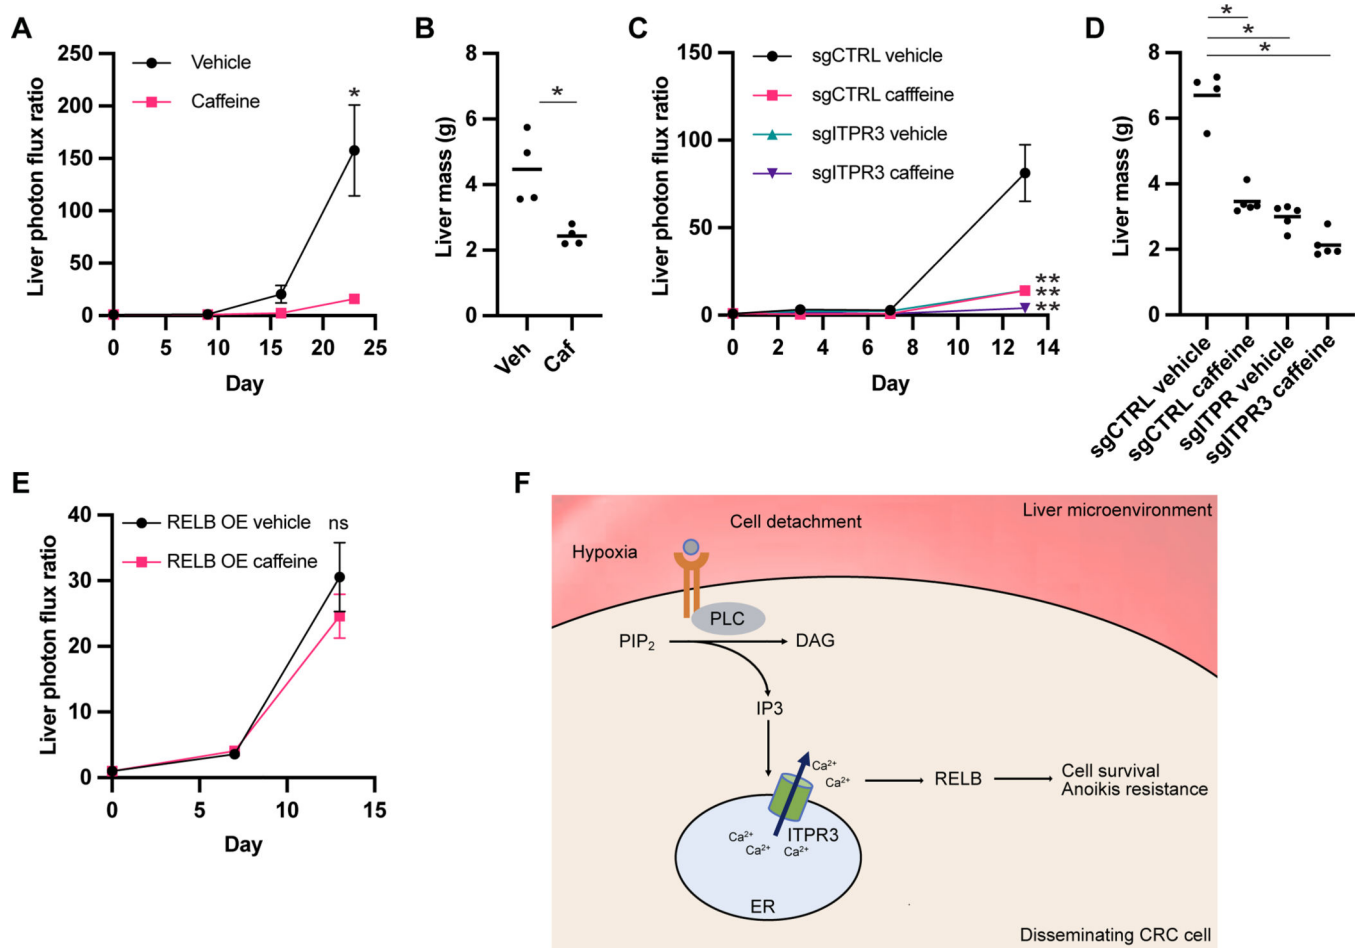 A
Liver photon flux ratio
250
200
150
100
50
0
Vehicle
Caffeine
*
0
5
10
15
20
25
Day
B
Liver mass (g)
8
6
4
2
0
*
Veh
Caf
C
Liver photon flux ratio
150
100
50
0
sgCTRL vehicle
sgCTRL cafffeine
sgITPR3 vehicle
sgITPR3 caffeine
**
**
**
0
2
4
6
8
10
12
14
Day
D
Liver mass (g)
8
6
4
2
0
*
*
*
sgCTRL vehicle
sgCTRL caffeine
sgITPR vehicle
sgITPR3 caffeine
E
Liver photon flux ratio
40
30
20
10
0
RELB OE vehicle
RELB OE caffeine
ns
0
5
10
15
Day
F
Liver microenvironment
Cell detachment
Hypoxia
PLC
PIP₂
DAG
IP3
Ca²⁺
Ca²⁺
RELB
Cell survival
Anoikis resistance
Ca²⁺
ITPR3
Ca²⁺
Ca²⁺
ER
Disseminating CRC cell